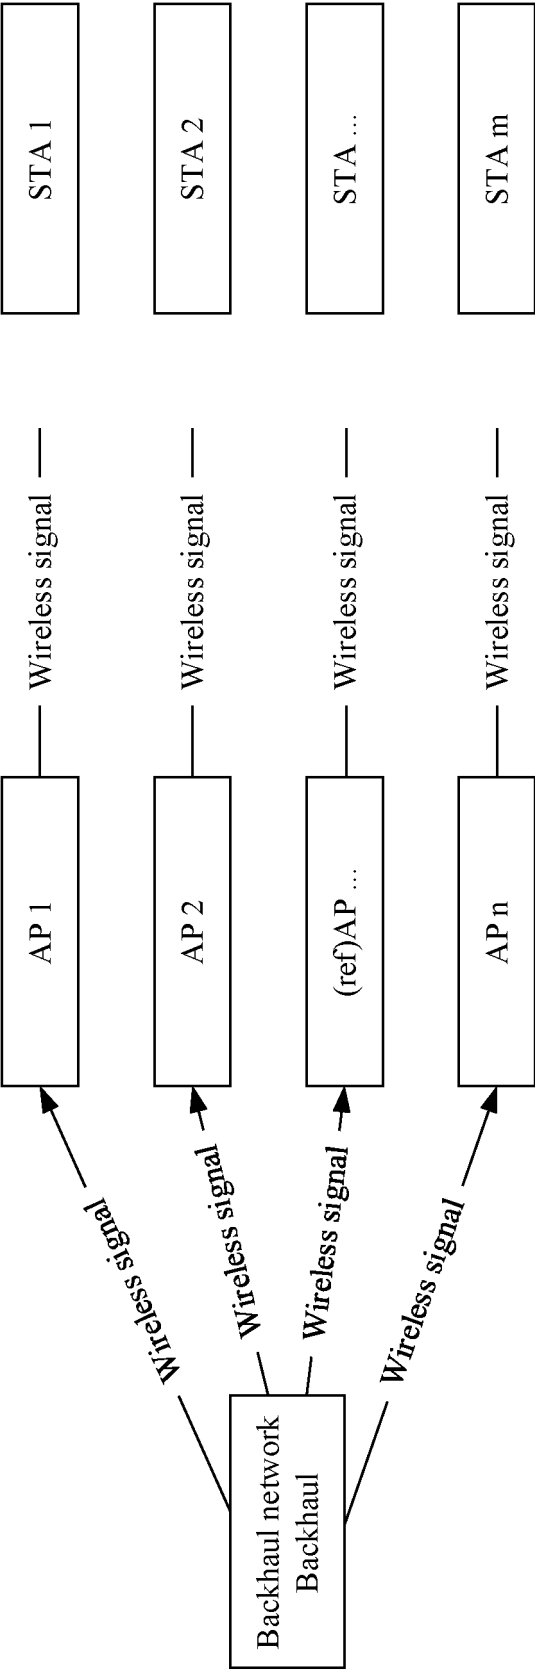 STA 1
STA 2
STA ...
STA m
Wireless signal
Wireless signal
Wireless signal
Wireless signal
AP 1
AP 2
(ref)AP ...
AP n
Wireless signal
Wireless signal
Wireless signal
Wireless signal
Backhaul network
Backhaul